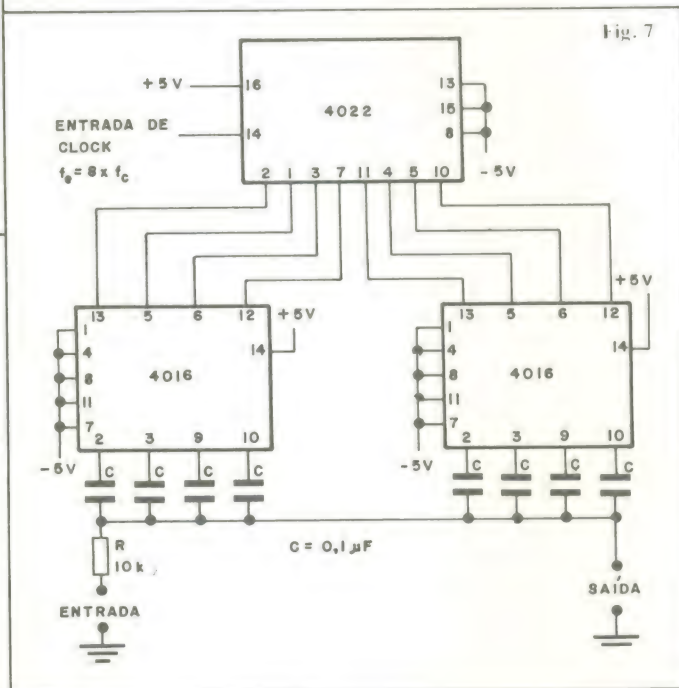 Fig. 7
+5V
16
4022
13
15
8
-5V
ENTRADA DE
CLOCK
14
fe = 8 x fc
2 1 3 7 11 4 5 10
13 5 6 12
+5V
14
1
4
8
11
7
4016
2 3 9 10
-5V
C C C C
13 5 6 12
+5V
14
1
4
8
11
7
4016
2 3 9 10
-5V
C C C C
R
10k
C = 0,1 µF
ENTRADA
SAÍDA